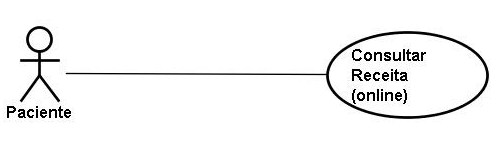 Consultar
Receita
(online)
Paciente